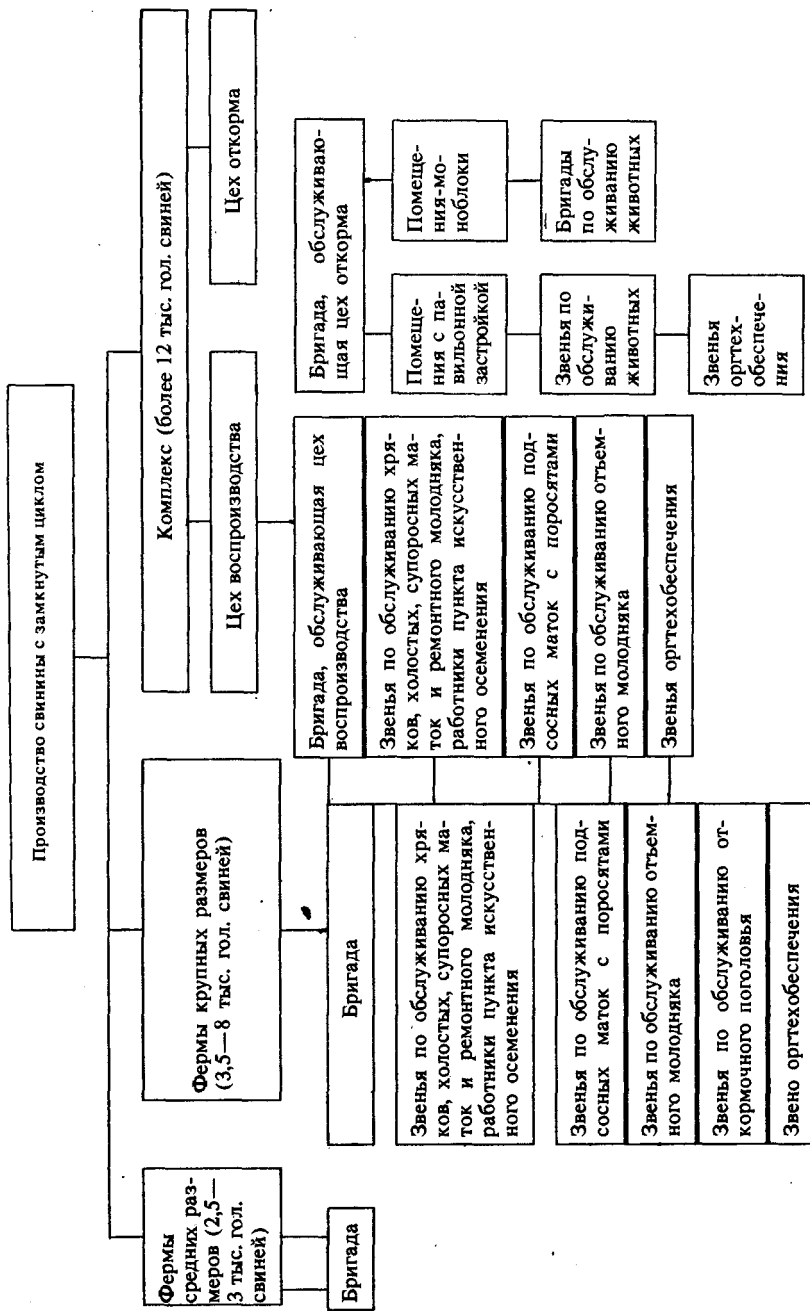 Производство свинины с замкнутым циклом
Фермы
средних раз-
меров (2,5—
3 тыс. гол.
свиней)
Бригада
Фермы крупных размеров
(3,5—8 тыс. гол. свиней)
Бригада
Звенья по обслуживанию хря-
ков, холостых, супоросных ма-
ток и ремонтного молодняка,
работники пункта искусствен-
ного осеменения
Звенья по обслуживанию под-
сосных маток с поросятами
Звенья по обслуживанию отъем-
ного молодняка
Звенья по обслуживанию от-
кормочного поголовья
Звено оргтехобеспечения
Комплекс (более 12 тыс. гол. свиней)
Цех воспроизводства
Бригада, обслуживающая цех
воспроизводства
Звенья по обслуживанию хря-
ков, холостых, супоросных ма-
ток и ремонтного молодняка,
работники пункта искусствен-
ного осеменения
Звенья по обслуживанию под-
сосных маток с поросятами
Звенья по обслуживанию отъем-
ного молодняка
Звенья оргтехобеспечения
Цех откорма
Бригада, обслуживаю-
щая цех откорма
Помеще-
ния с па-
вильонной
застройкой
Звенья по
обслужи-
ванию
животных
Звенья
оргтех-
обеспече-
ния
Помеще-
ния-мо-
ноблоки
Бригады
по обслу-
живанию
животных